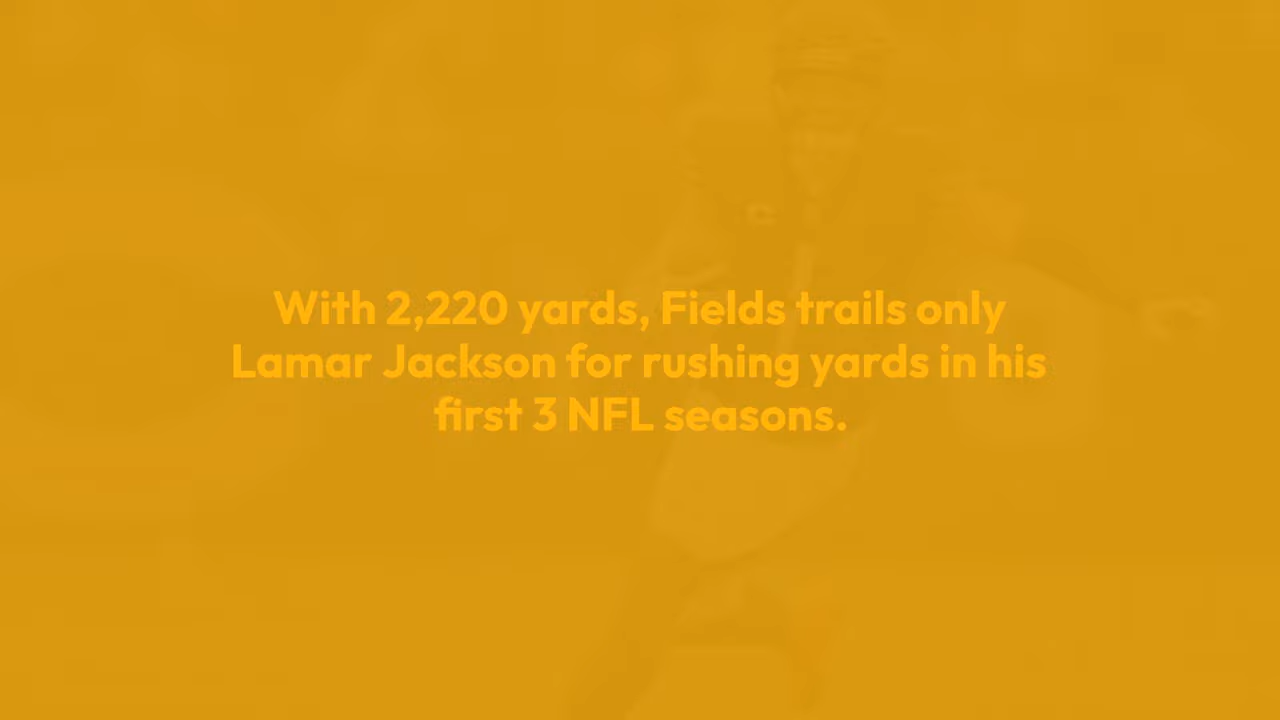 With 2,220 yards, Fields trails only
Lamar Jackson for rushing yards in his
first 3 NFL seasons.